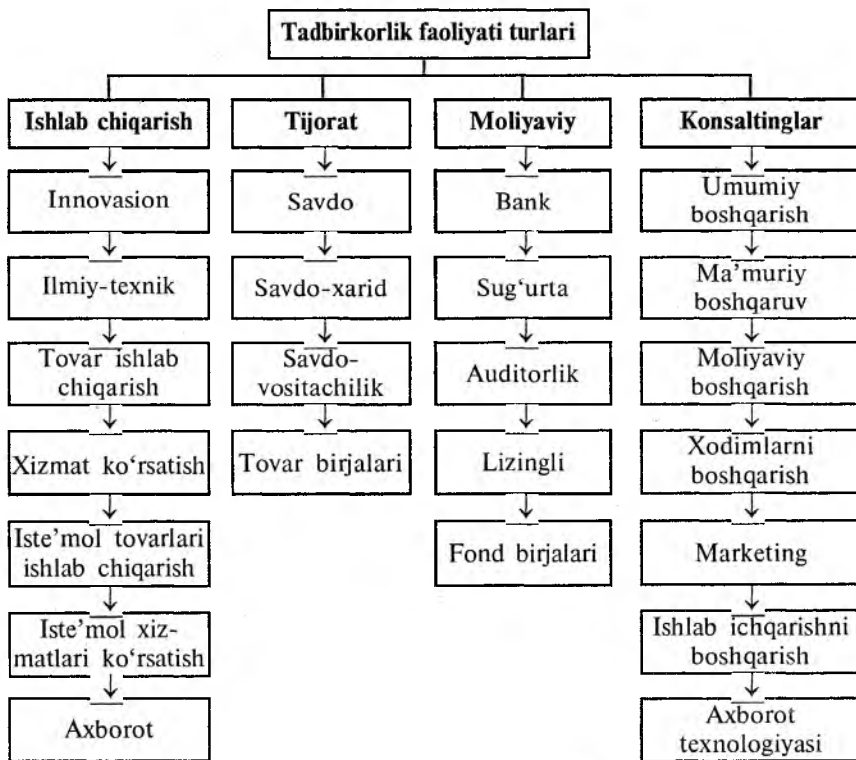 Tadbirkorlik faoliyati turlari
Ishlab chiqarish
Innovasion
Ilmiy-texnik
Tovar ishlab
chiqarish
Xizmat ko‘rsatish
Iste’mol tovarlari
ishlab chiqarish
Iste’mol xiz-
matlari ko‘rsatish
Axborot
Tijorat
Savdo
Savdo-xarid
Savdo-
vositachilik
Tovar birjalari
Moliyaviy
Bank
Sug‘urta
Auditorlik
Lizingli
Fond birjalari
Konsaltinglar
Umumiy
boshqarish
Ma’muriy
boshqaruv
Moliyaviy
boshqarish
Xodimlarni
boshqarish
Marketing
Ishlab ichqarishni
boshqarish
Axborot
texnologiyasi